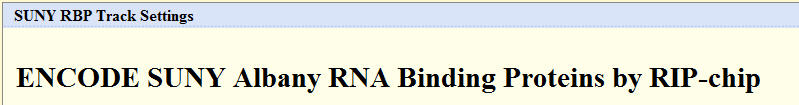 SUNY RBP Track Settings
ENCODE SUNY Albany RNA Binding Proteins by RIP-chip